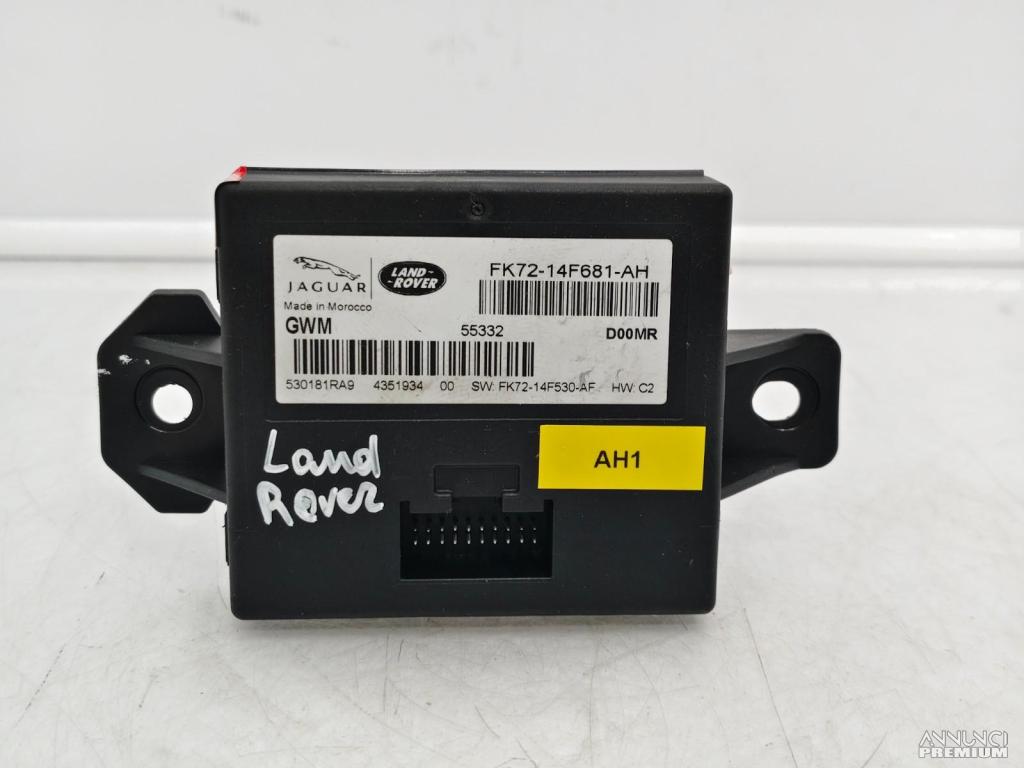 JAGUAR
LAND-
-ROVER
FK72-14F681-AH
Made in Morocco
GWM 55332 D00MR
530181RA9 4351934 00 SW: FK72-14F530-AF HW: C2
AH1
Land
Rover
ANNUNCI
PREMIUM